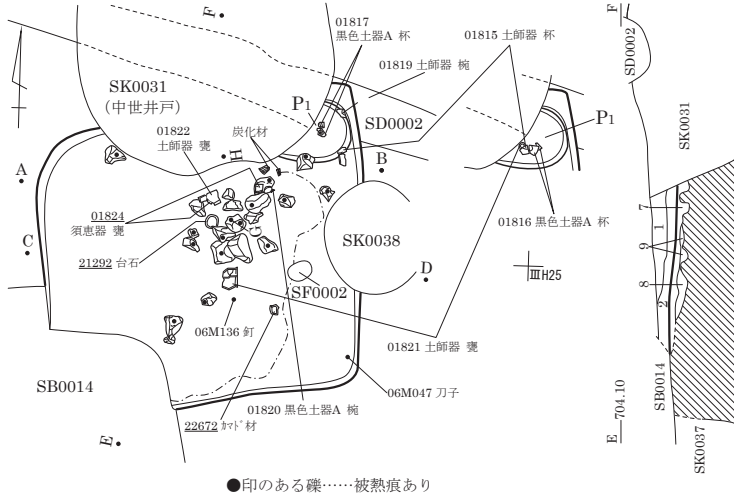 F
01817
黒色土器A 杯
01815 土師器 杯
01819 土師器 椀
SK0031
(中世井戸)
P1
SD0002
P1
01822
土師器 甕
炭化材
H
A
B
01824
須恵器 甕
C
21292 台石
G
SK0038
01816 黒色土器A 杯
D
ⅢH25
SF0002
06M136 釘
01821 土師器 甕
SB0014
06M047 刀子
01820 黒色土器A 椀
22672 ｶﾏﾄﾞ材
E
●印のある礫……被熱痕あり
F
SD0002
SK0031
7
1
9
8
2
SB0014
E 704.10
SK0037